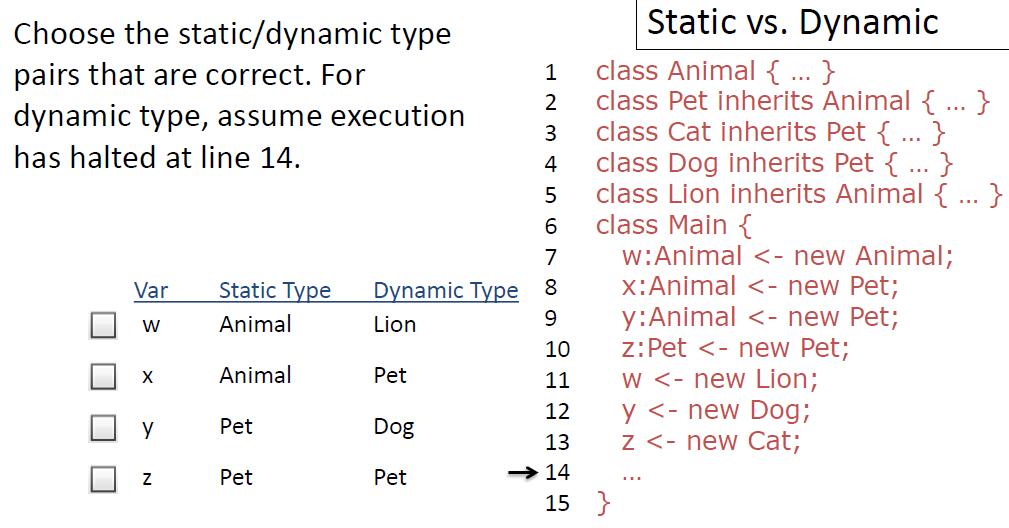 Choose the static/dynamic type
pairs that are correct. For
dynamic type, assume execution
has halted at line 14.
Var Static Type Dynamic Type
w Animal Lion
x Animal Pet
y Pet Dog
z Pet Pet
Static vs. Dynamic
1 class Animal { ... }
2 class Pet inherits Animal { ... }
3 class Cat inherits Pet { ... }
4 class Dog inherits Pet { ... }
5 class Lion inherits Animal { ... }
6 class Main {
7 w:Animal <- new Animal;
8 x:Animal <- new Pet;
9 y:Animal <- new Pet;
10 z:Pet <- new Pet;
11 w <- new Lion;
12 y <- new Dog;
13 z <- new Cat;
14 ...
15 }